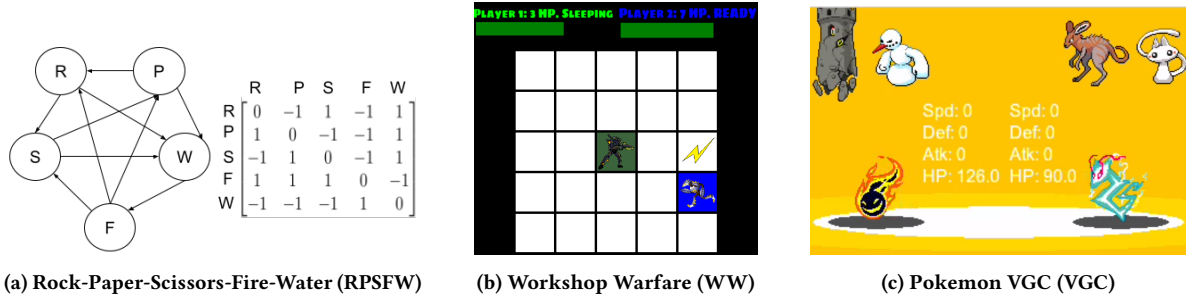 R
P
S
W
F
R P S F W
R 0 −1 1 −1 1
P 1 0 −1 −1 1
S −1 1 0 −1 1
F 1 1 1 0 −1
W −1 −1 −1 1 0
(a) Rock-Paper-Scissors-Fire-Water (RPSFW)
Player 1: 3 HP, Sleeping Player 2: 7 HP, READY
(b) Workshop Warfare (WW)
Spd: 0 Spd: 0
Def: 0 Def: 0
Atk: 0 Atk: 0
HP: 126.0 HP: 90.0
(c) Pokemon VGC (VGC)